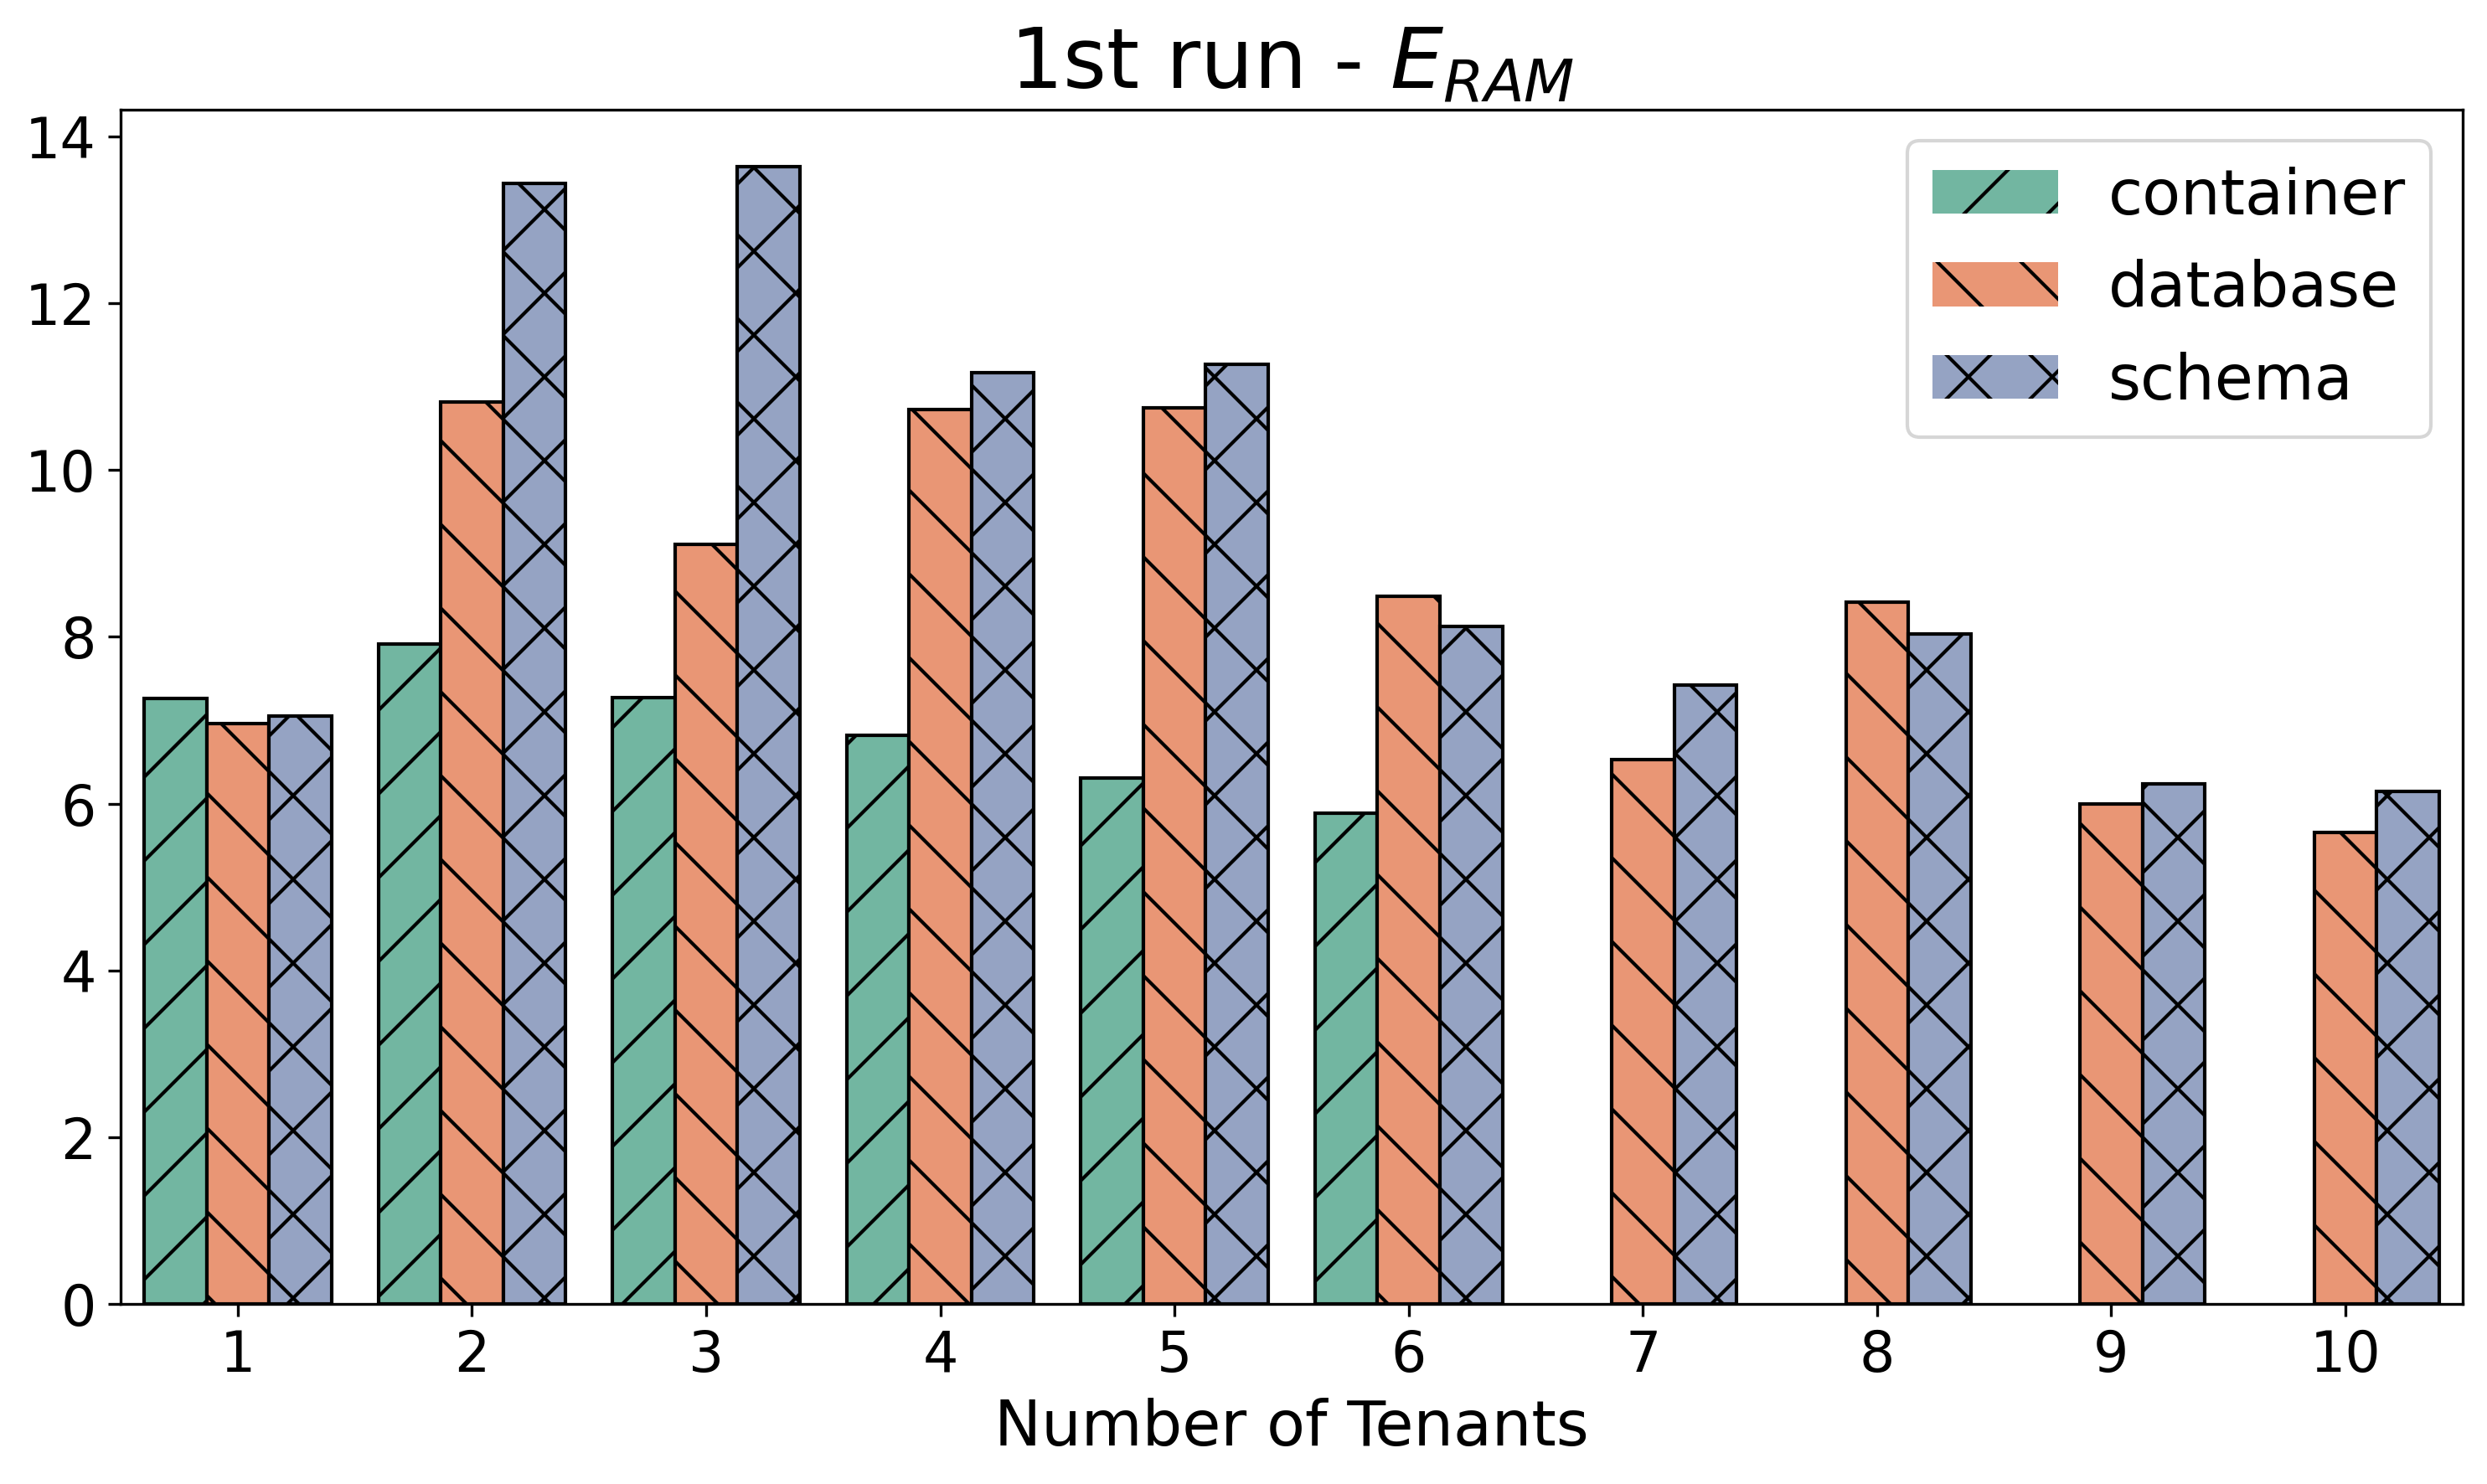 1st run - E_RAM
14
12
10
8
6
4
2
0
container
database
schema
1 2 3 4 5 6 7 8 9 10
Number of Tenants